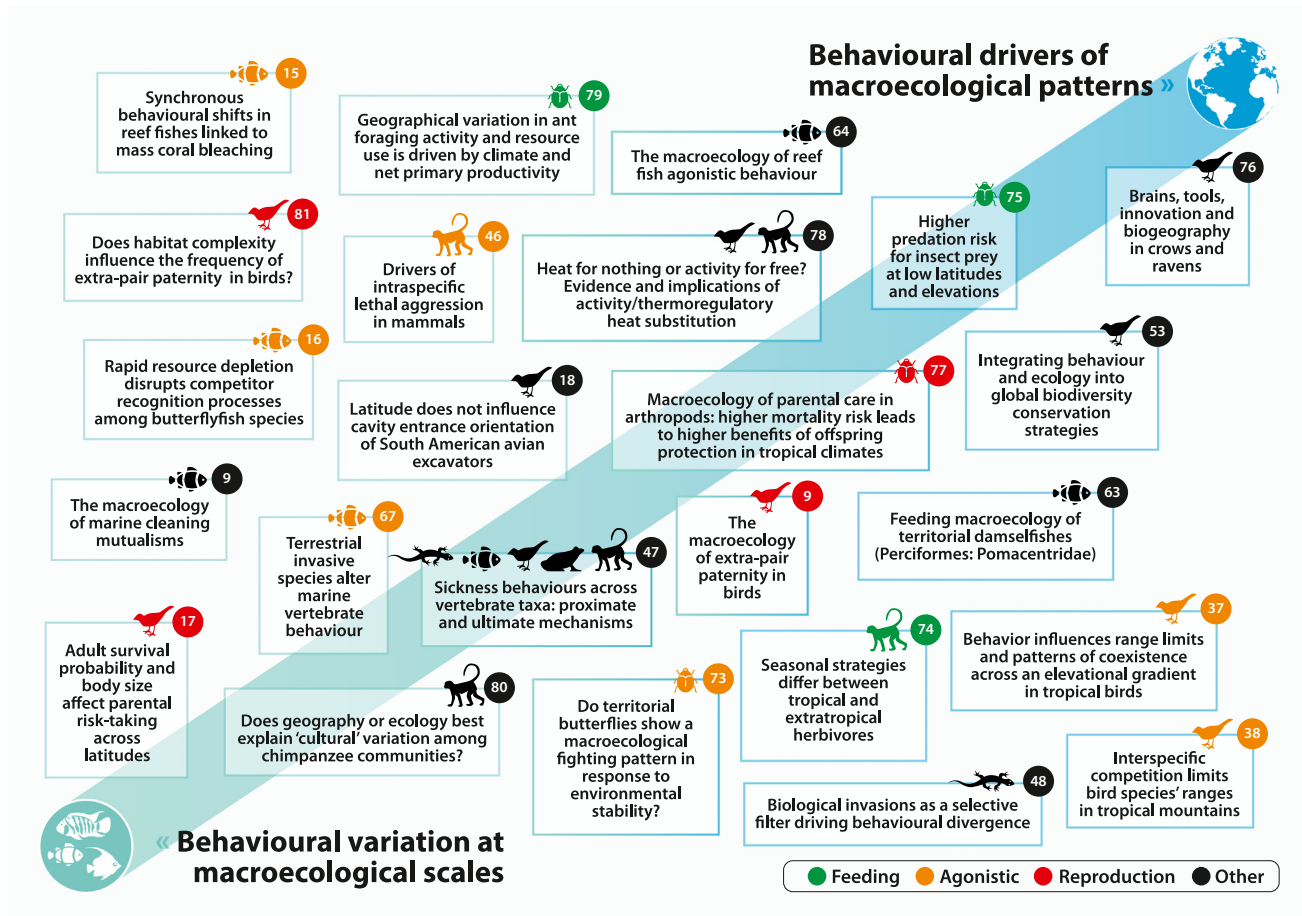 Behavioural drivers of
macroecological patterns »
15
Synchronous
behavioural shifts in
reef fishes linked to
mass coral bleaching
79
Geographical variation in ant
foraging activity and resource
use is driven by climate and
net primary productivity
64
The macroecology of reef
fish agonistic behaviour
76
Brains, tools,
innovation and
biogeography
in crows and
ravens
81
Does habitat complexity
influence the frequency of
extra-pair paternity in birds?
46
Drivers of
intraspecific
lethal aggression
in mammals
78
Heat for nothing or activity for free?
Evidence and implications of
activity/thermoregulatory
heat substitution
75
Higher
predation risk
for insect prey
at low latitudes
and elevations
16
Rapid resource depletion
disrupts competitor
recognition processes
among butterflyfish species
18
Latitude does not influence
cavity entrance orientation
of South American avian
excavators
77
Macroecology of parental care in
arthropods: higher mortality risk leads
to higher benefits of offspring
protection in tropical climates
53
Integrating behaviour
and ecology into
global biodiversity
conservation
strategies
9
The macroecology
of marine cleaning
mutualisms
67
Terrestrial
invasive
species alter
marine
vertebrate
behaviour
47
Sickness behaviours across
vertebrate taxa: proximate
and ultimate mechanisms
9
The
macroecology
of extra-pair
paternity in
birds
63
Feeding macroecology of
territorial damselfishes
(Perciformes: Pomacentridae)
17
Adult survival
probability and
body size
affect parental
risk-taking
across
latitudes
80
Does geography or ecology best
explain ‘cultural’ variation among
chimpanzee communities?
73
Do territorial
butterflies show a
macroecological
fighting pattern in
response to
environmental
stability?
74
Seasonal strategies
differ between
tropical and
extratropical
herbivores
37
Behavior influences range limits
and patterns of coexistence
across an elevational gradient
in tropical birds
48
Biological invasions as a selective
filter driving behavioural divergence
38
Interspecific
competition limits
bird species’ ranges
in tropical mountains
« Behavioural variation at
macroecological scales
Feeding Agonistic Reproduction Other